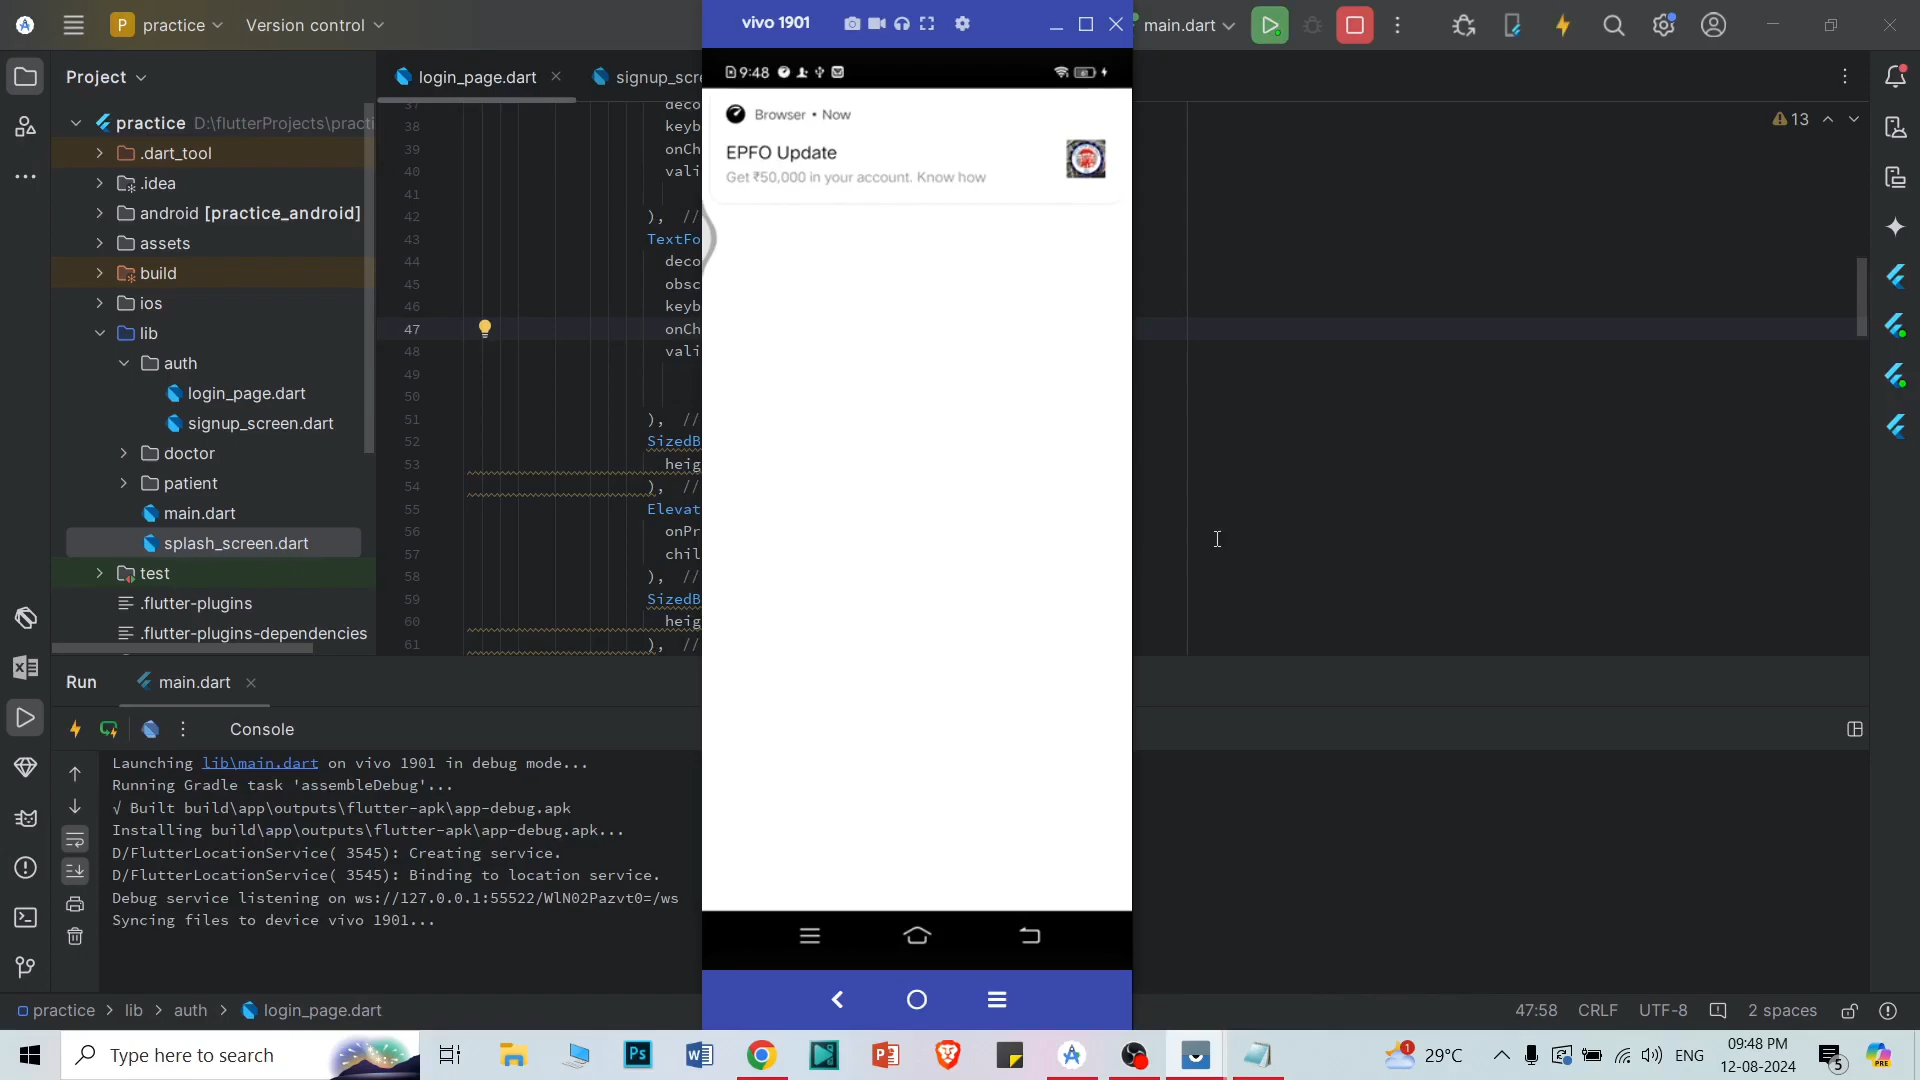 P practice Version control
vivo 1901
main.dart
Project
login_page.dart
signup_scre
practice D:\flutterProjects\practi
.dart_tool
.idea
android [practice_android]
assets
build
ios
lib
auth
login_page.dart
signup_screen.dart
doctor
patient
main.dart
splash_screen.dart
test
.flutter-plugins
.flutter-plugins-dependencies
37 deco
38 keyb
39 onCh
40 vali
41
42 ), //
43 TextFo
44 deco
45 obsc
46 keyb
47 onCh
48 vali
49
50
51 ), //
52 SizedB
53 heig
54 ), //
55 Elevat
56 onPr
57 chil
58 ), //
59 SizedB
60 heig
61 ), //
13
9:48
Browser • Now
EPFO Update
Get ₹50,000 in your account. Know how
Run main.dart
Console
Launching lib\main.dart on vivo 1901 in debug mode...
Running Gradle task 'assembleDebug'...
√ Built build\app\outputs\flutter-apk\app-debug.apk
Installing build\app\outputs\flutter-apk\app-debug.apk...
D/FlutterLocationService( 3545): Creating service.
D/FlutterLocationService( 3545): Binding to location service.
Debug service listening on ws://127.0.0.1:55522/WlN02Pazvt0=/ws
Syncing files to device vivo 1901...
practice > lib > auth > login_page.dart
47:58 CRLF UTF-8 2 spaces
Type here to search
1
29°C
ENG
09:48 PM
12-08-2024
5